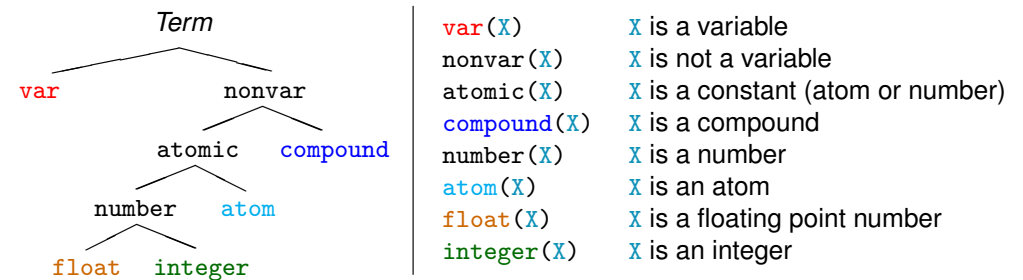 Term
var nonvar
atomic compound
number atom
float integer
var(X) X is a variable
nonvar(X) X is not a variable
atomic(X) X is a constant (atom or number)
compound(X) X is a compound
number(X) X is a number
atom(X) X is an atom
float(X) X is a floating point number
integer(X) X is an integer